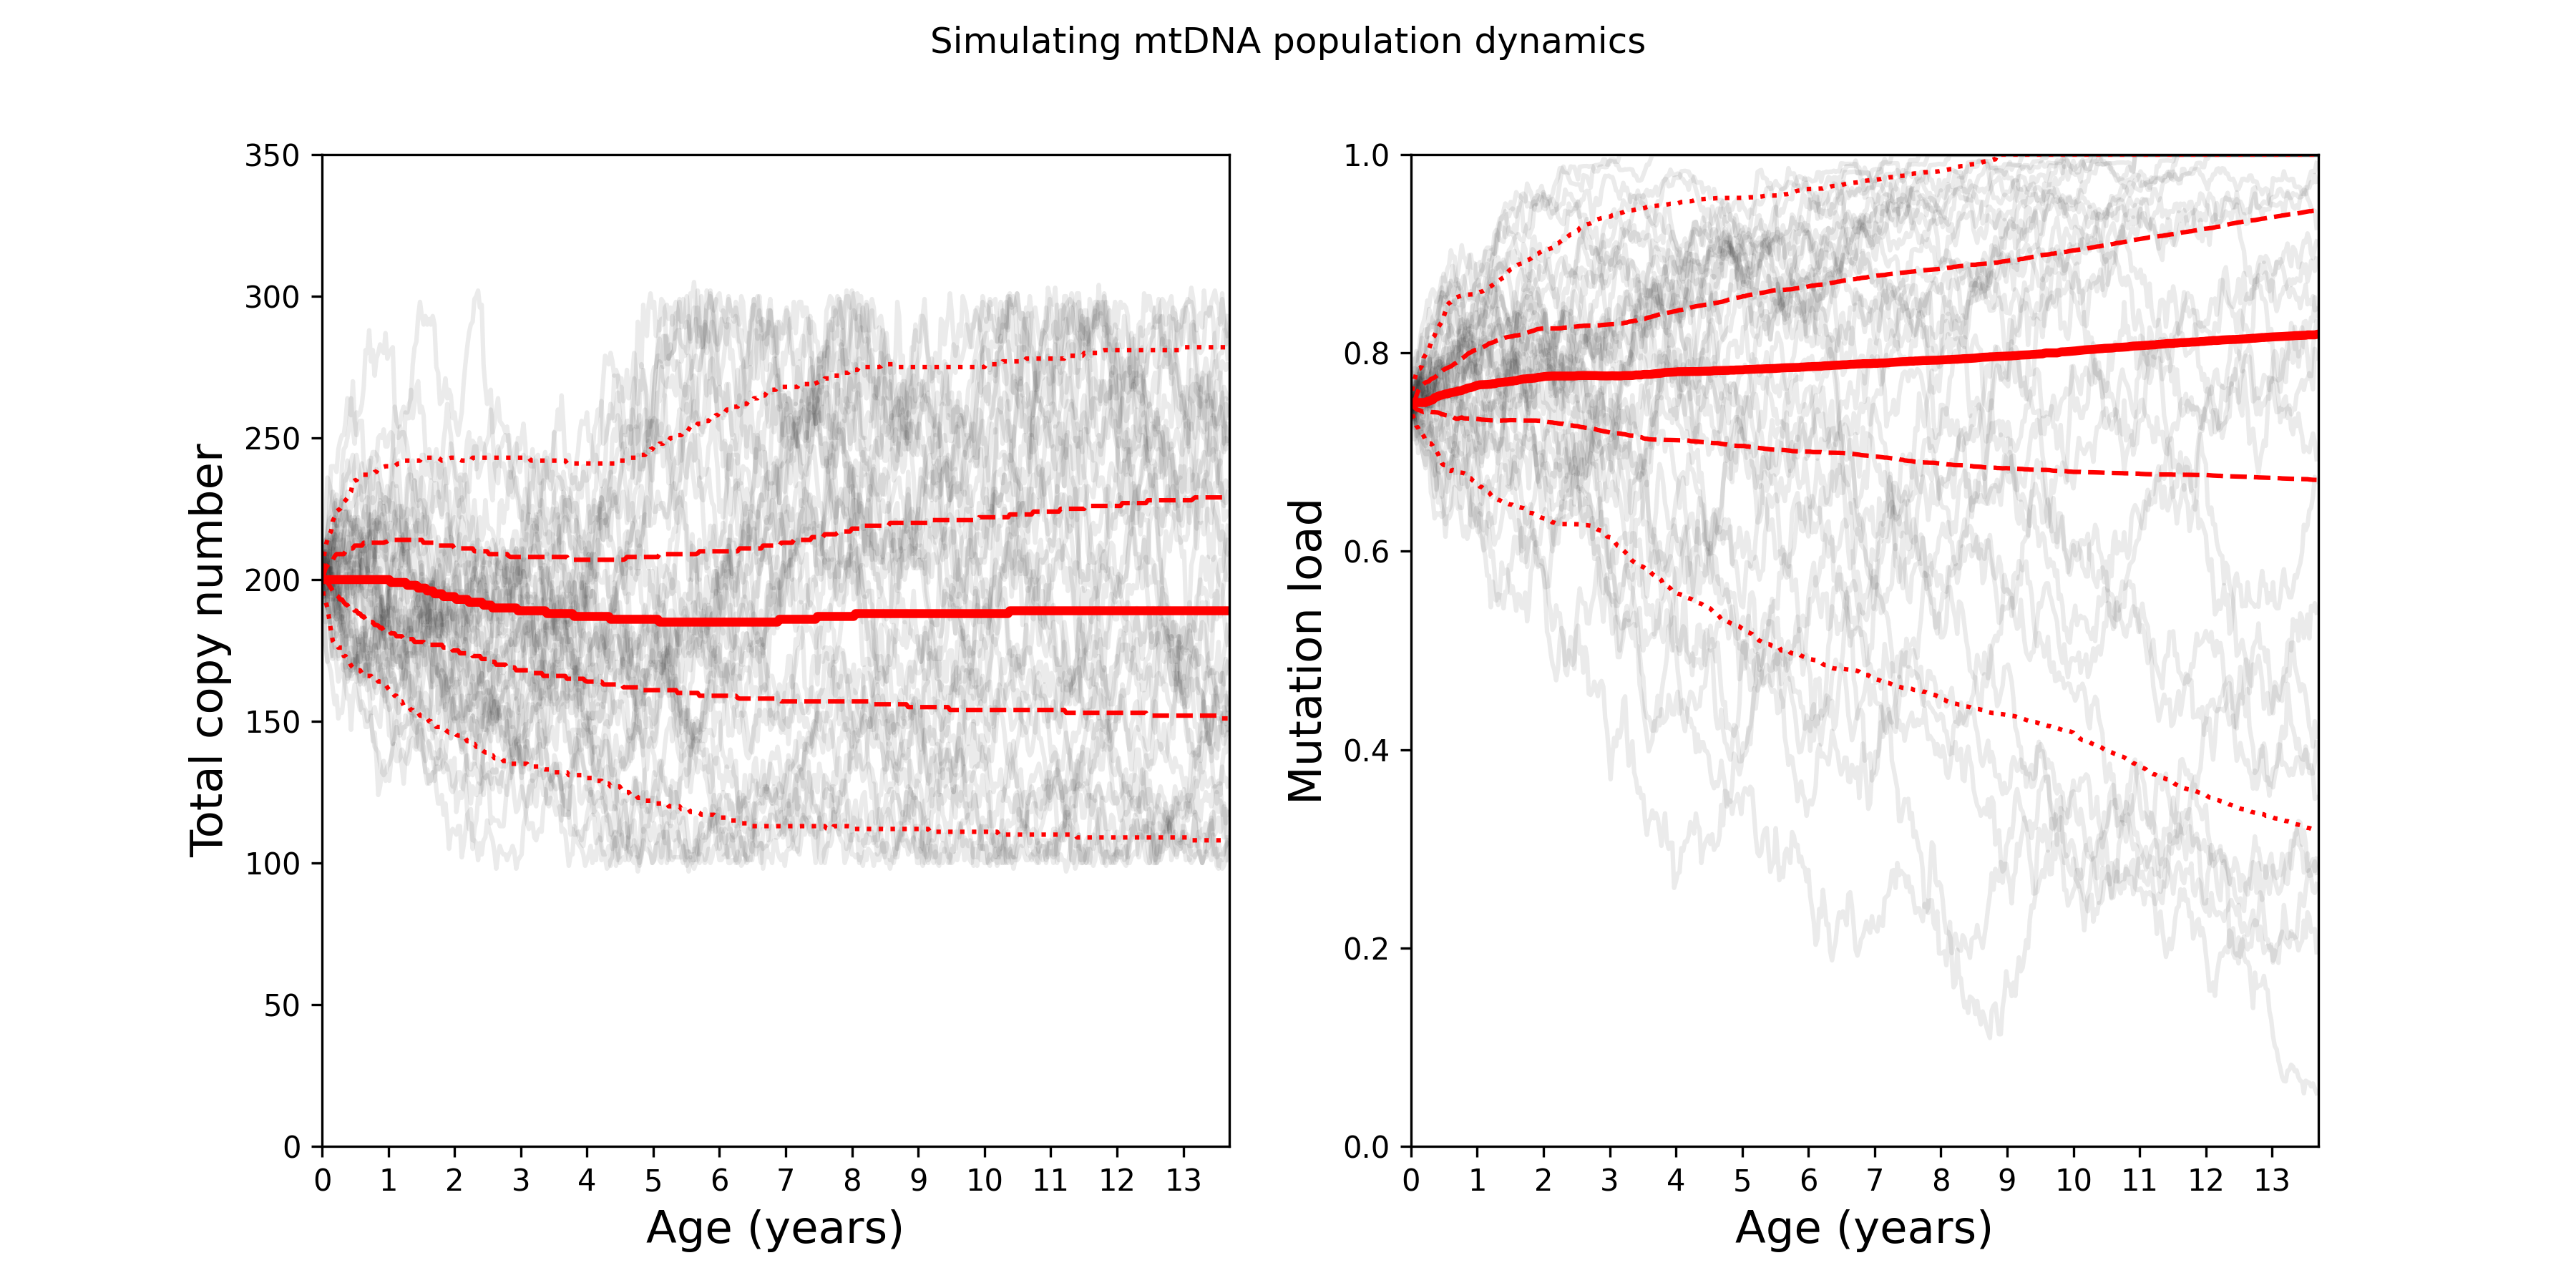 Simulating mtDNA population dynamics
Total copy number
350
300
250
200
150
100
50
0
0 1 2 3 4 5 6 7 8 9 10 11 12 13
Age (years)
Mutation load
1.0
0.8
0.6
0.4
0.2
0.0
0 1 2 3 4 5 6 7 8 9 10 11 12 13
Age (years)